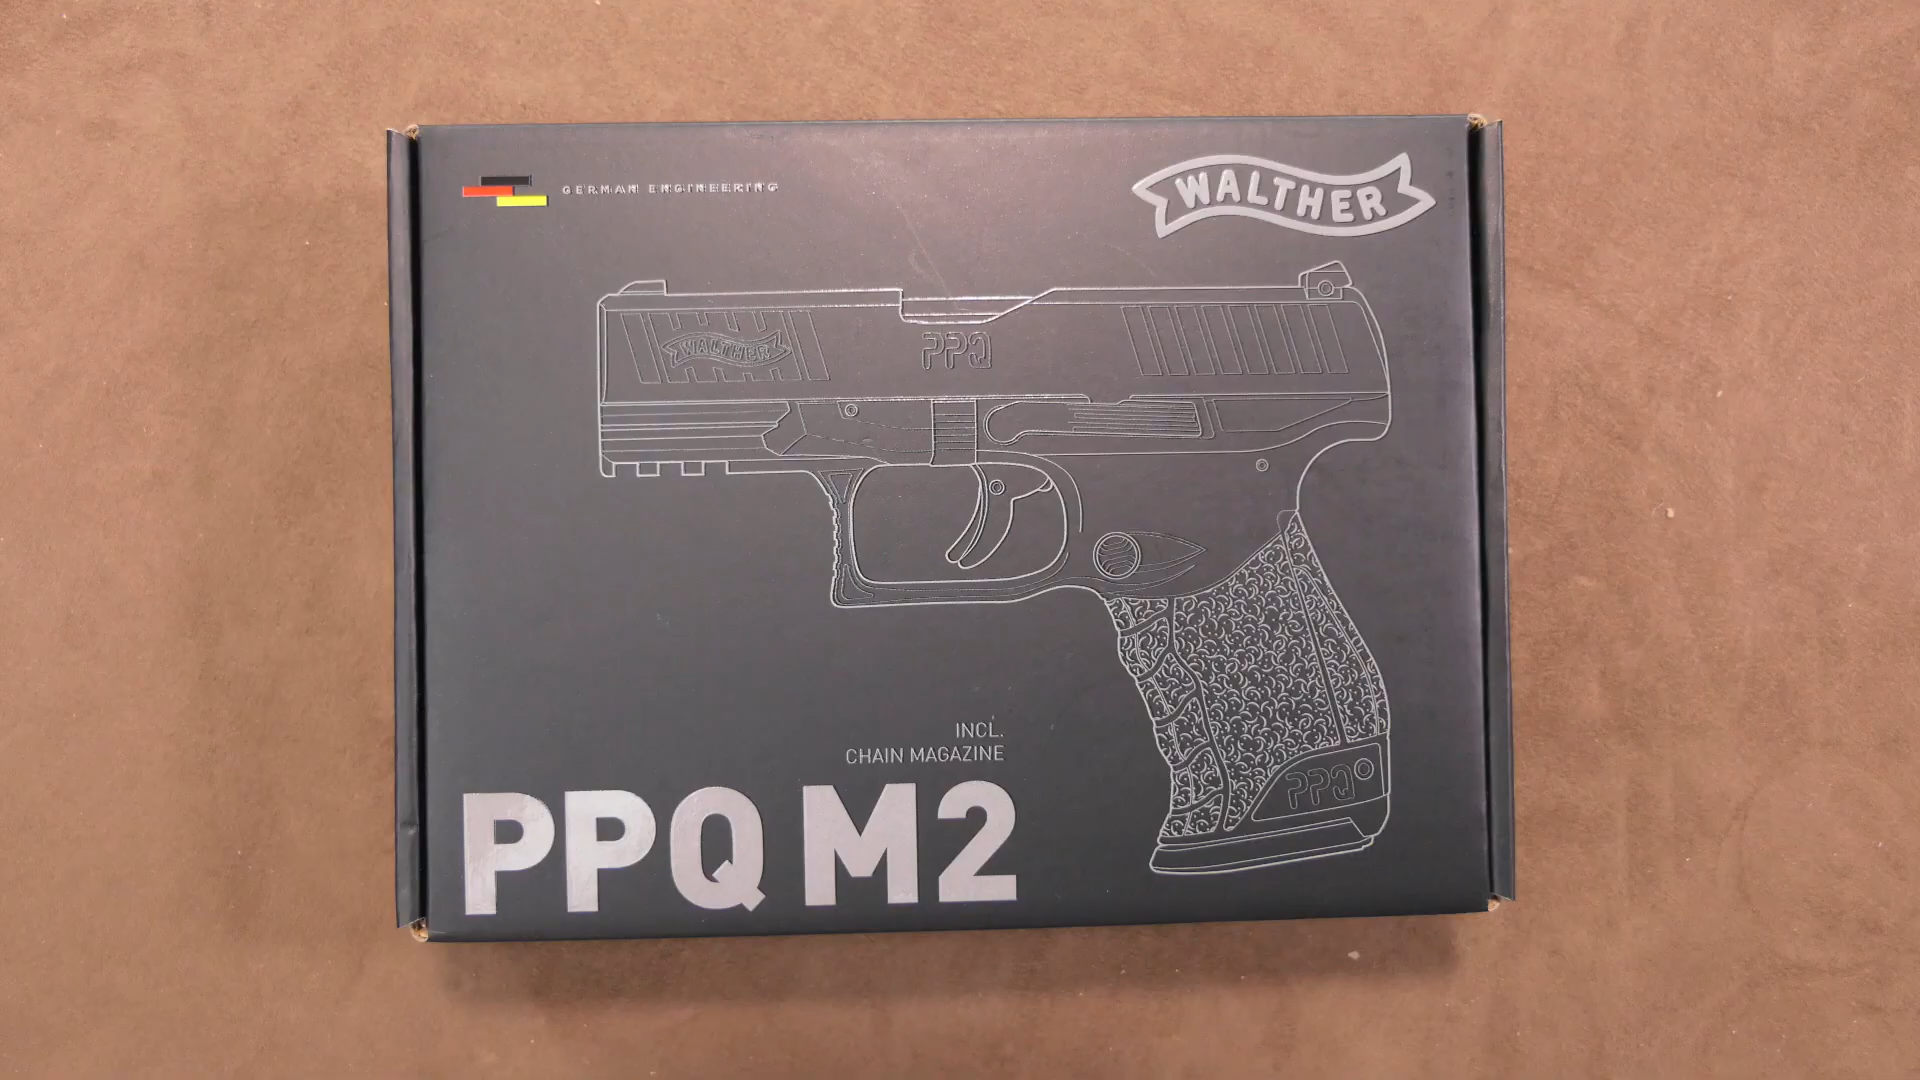 GERMAN ENGINEERING
WALTHER
WALTHER
PPQ
INCL.
CHAIN MAGAZINE
PPQ M2
PPQ